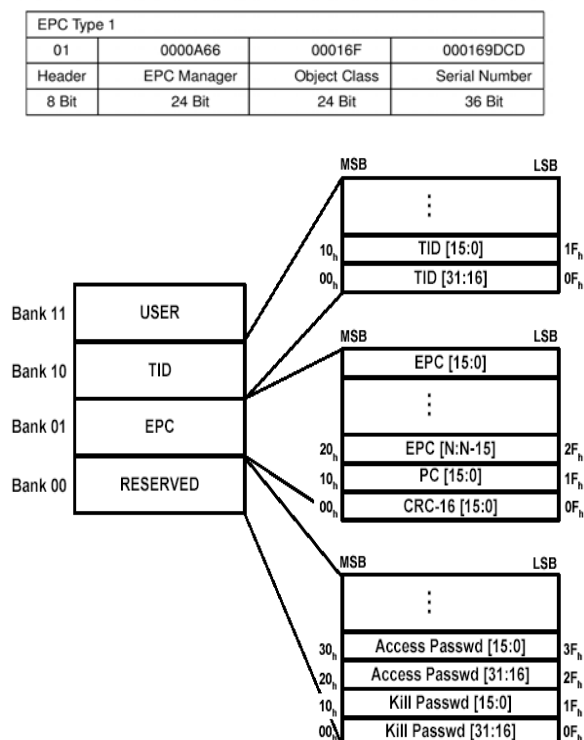 EPC Type 1
01 0000A66 00016F 000169DCD
Header EPC Manager Object Class Serial Number
8 Bit 24 Bit 24 Bit 36 Bit
MSB LSB
⋮
10h TID [15:0] 1Fh
00h TID [31:16] 0Fh
Bank 11 USER
Bank 10 TID
Bank 01 EPC
Bank 00 RESERVED
MSB LSB
EPC [15:0]
⋮
20h EPC [N:N-15] 2Fh
10h PC [15:0] 1Fh
00h CRC-16 [15:0] 0Fh
MSB LSB
⋮
30h Access Passwd [15:0] 3Fh
20h Access Passwd [31:16] 2Fh
10h Kill Passwd [15:0] 1Fh
00h Kill Passwd [31:16] 0Fh